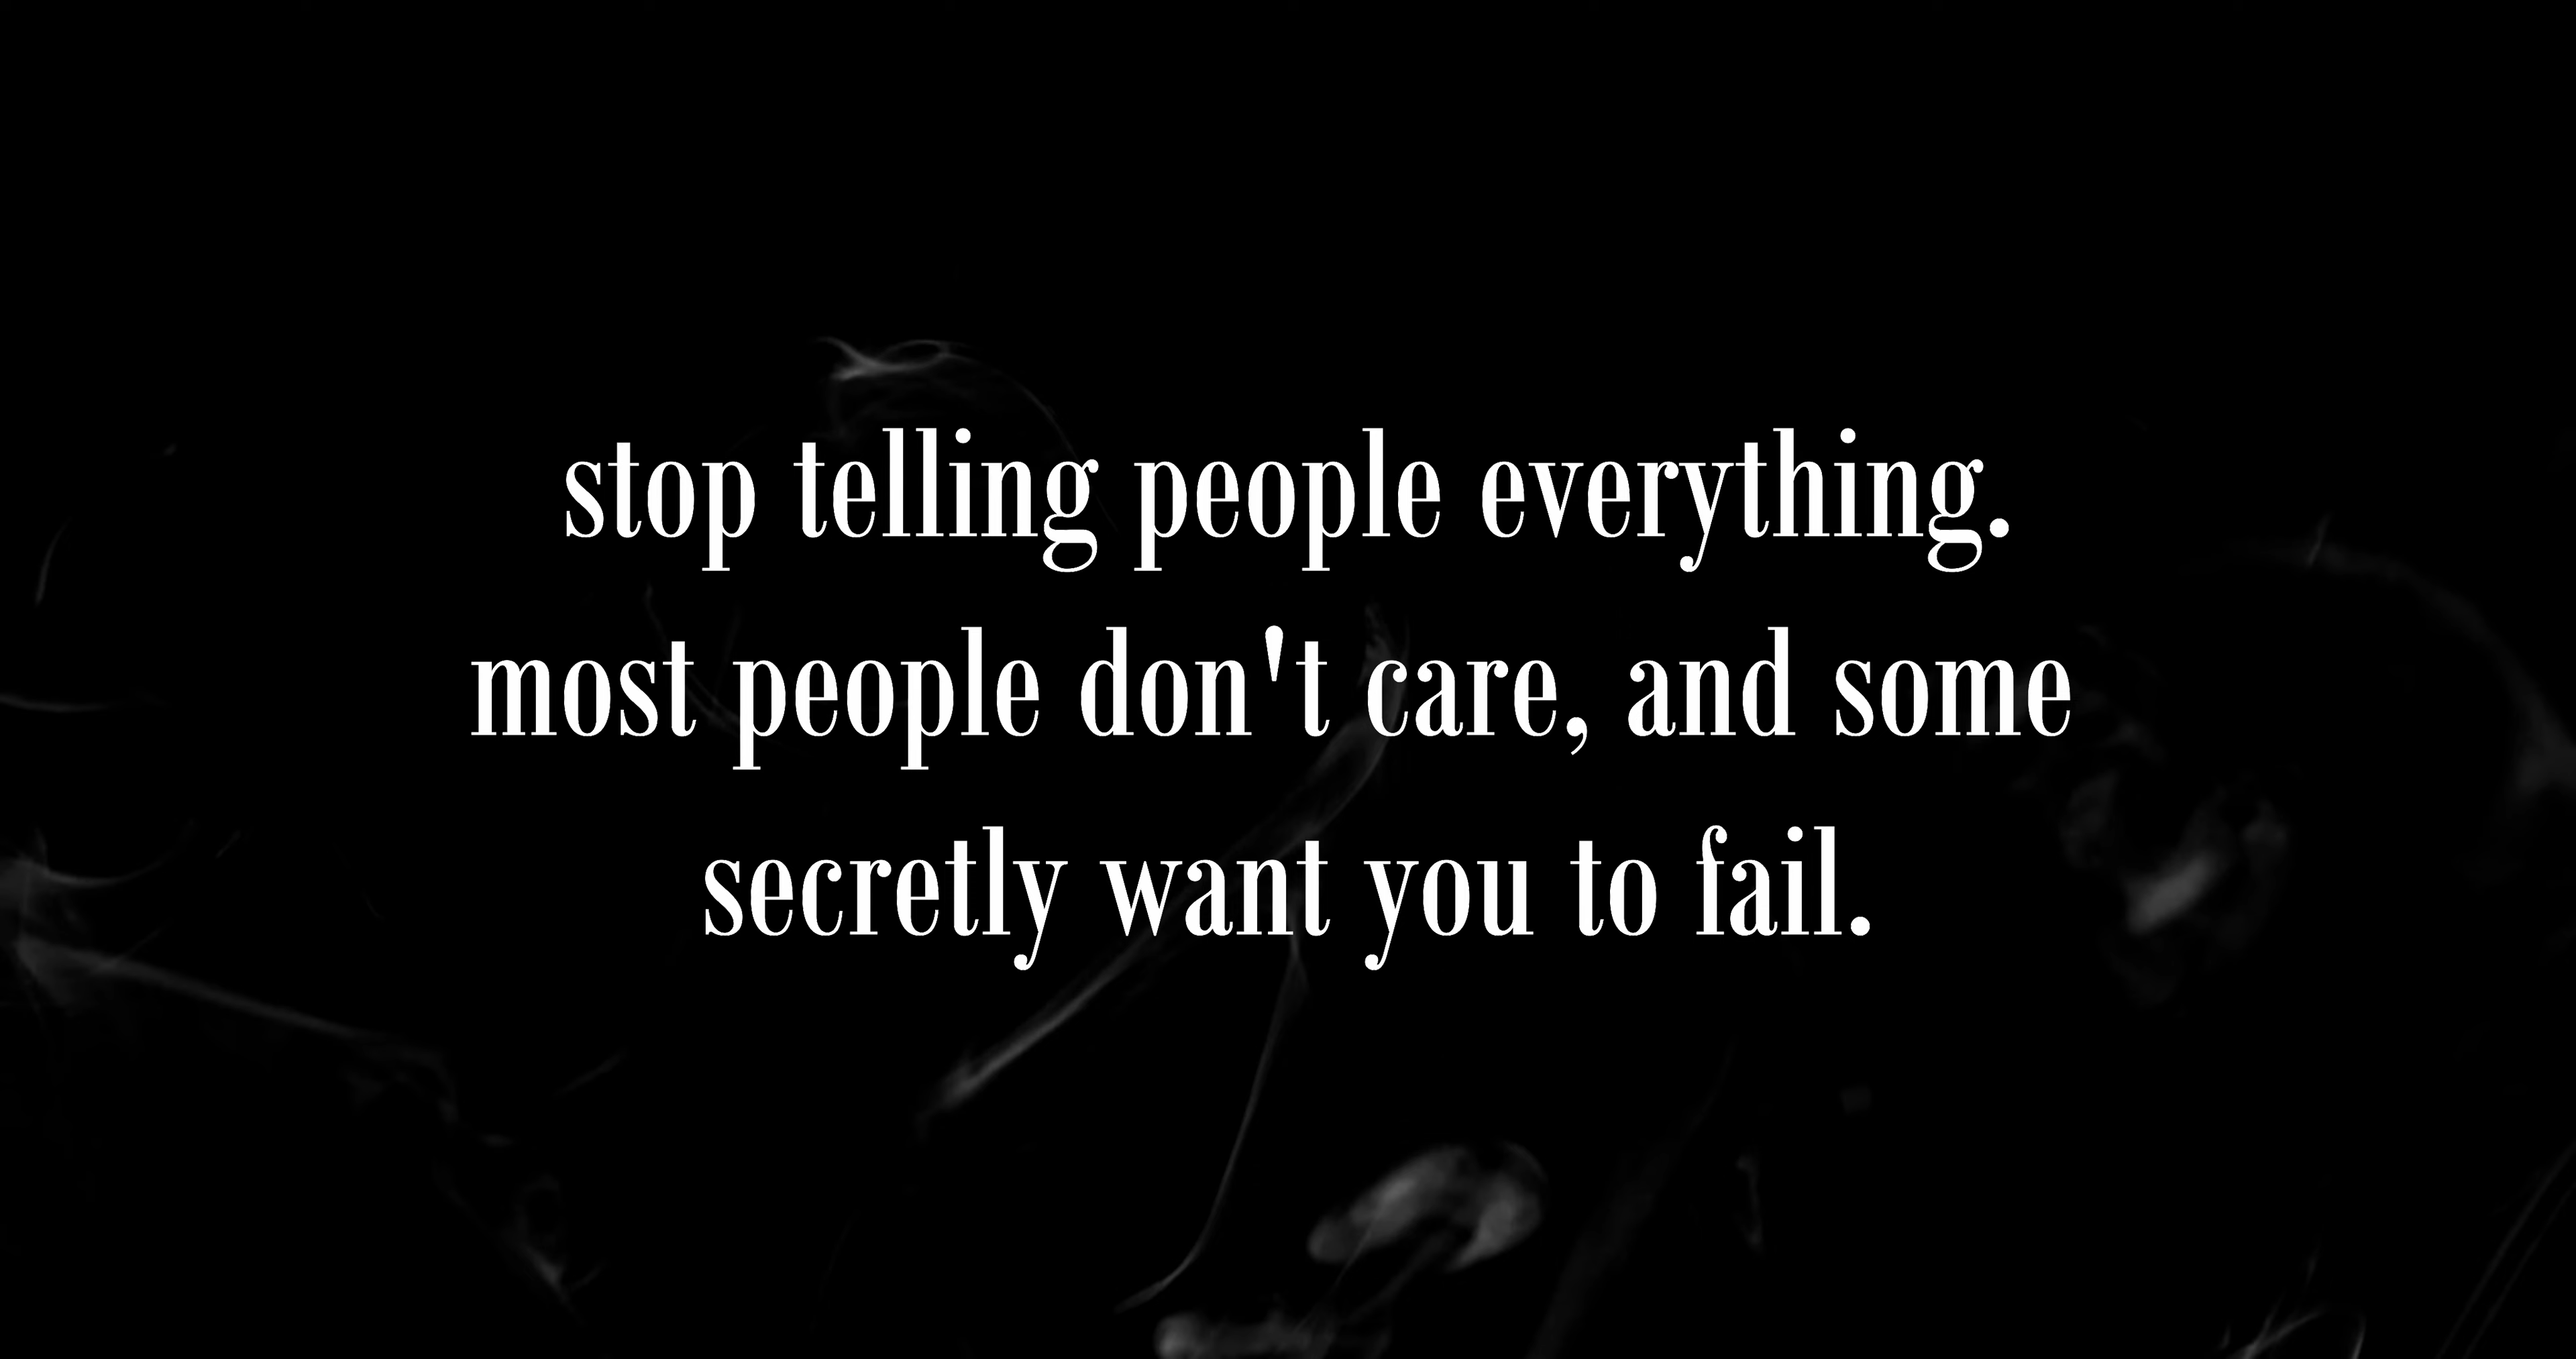 stop telling people everything.
most people don't care, and some
secretly want you to fail.